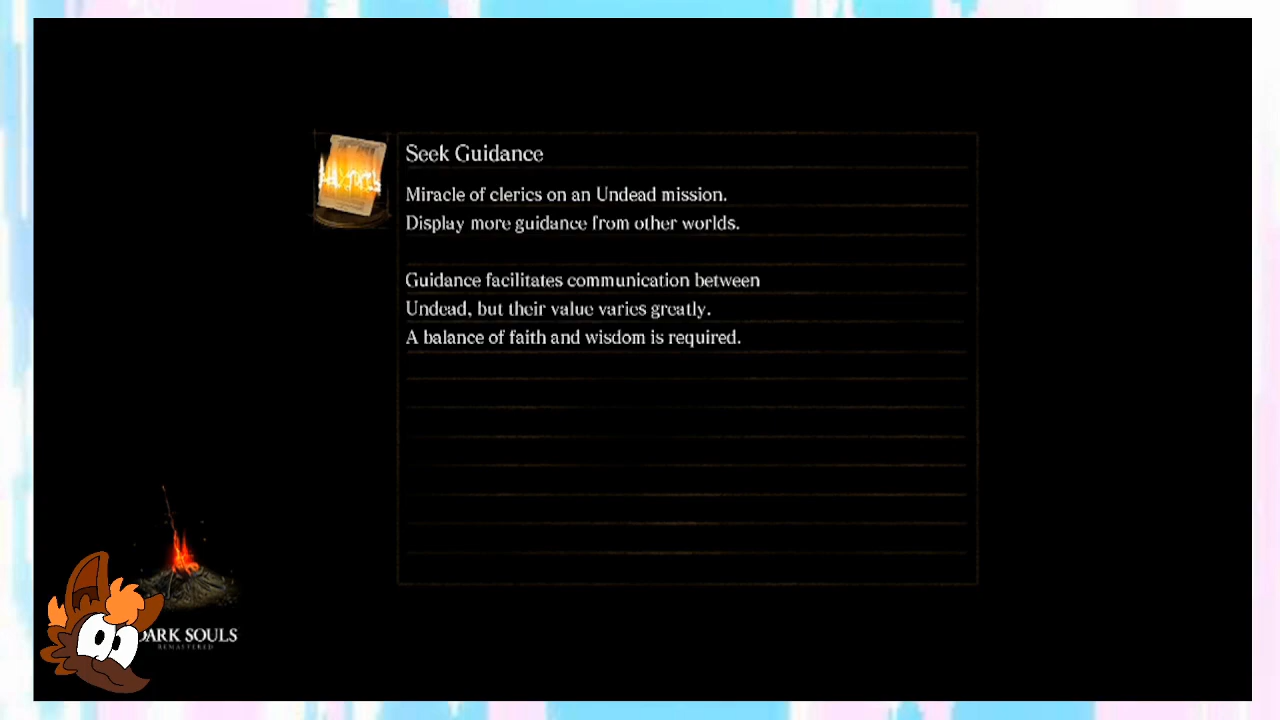 Seek Guidance
Miracle of clerics on an Undead mission.
Display more guidance from other worlds.
Guidance facilitates communication between
Undead, but their value varies greatly.
A balance of faith and wisdom is required.
DARK SOULS
REMASTERED